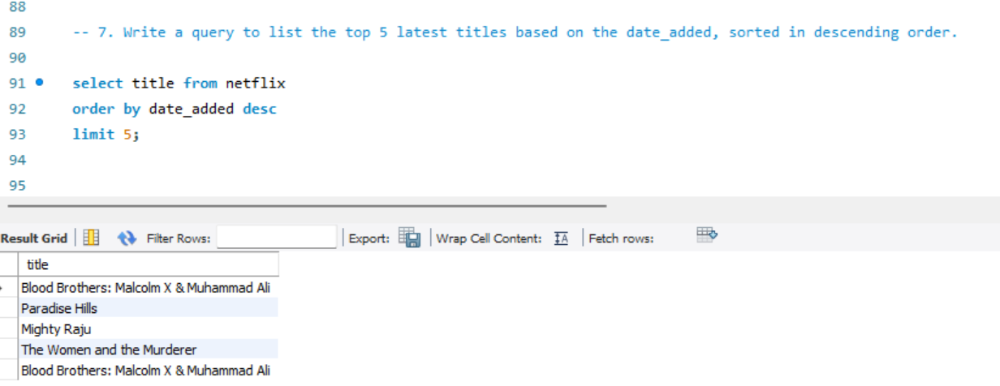 88
89 -- 7. Write a query to list the top 5 latest titles based on the date_added, sorted in descending order.
90
91 select title from netflix
92 order by date_added desc
93 limit 5;
94
95
Result Grid Filter Rows: Export: Wrap Cell Content: Fetch rows:
title
Blood Brothers: Malcolm X & Muhammad Ali
Paradise Hills
Mighty Raju
The Women and the Murderer
Blood Brothers: Malcolm X & Muhammad Ali